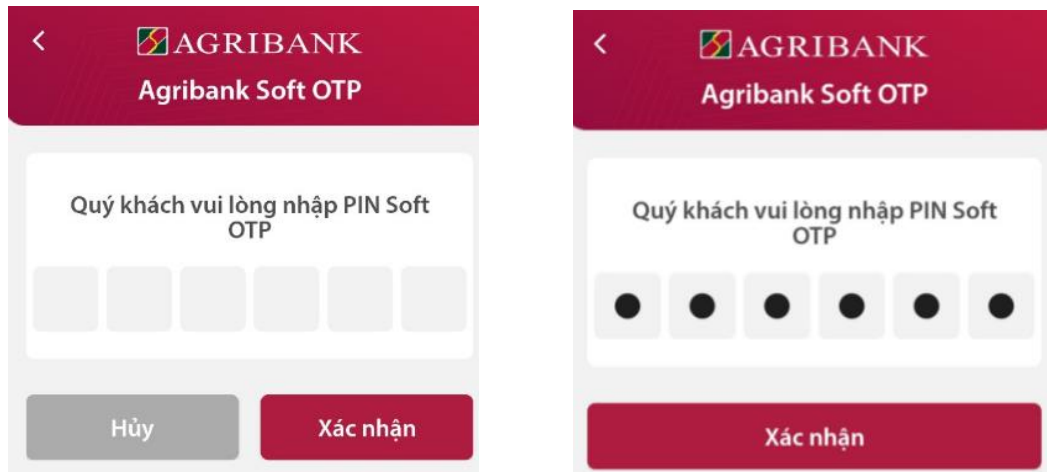 AGRIBANK
Agribank Soft OTP
Quý khách vui lòng nhập PIN Soft
OTP
Hủy
Xác nhận
AGRIBANK
Agribank Soft OTP
Quý khách vui lòng nhập PIN Soft
OTP
Xác nhận